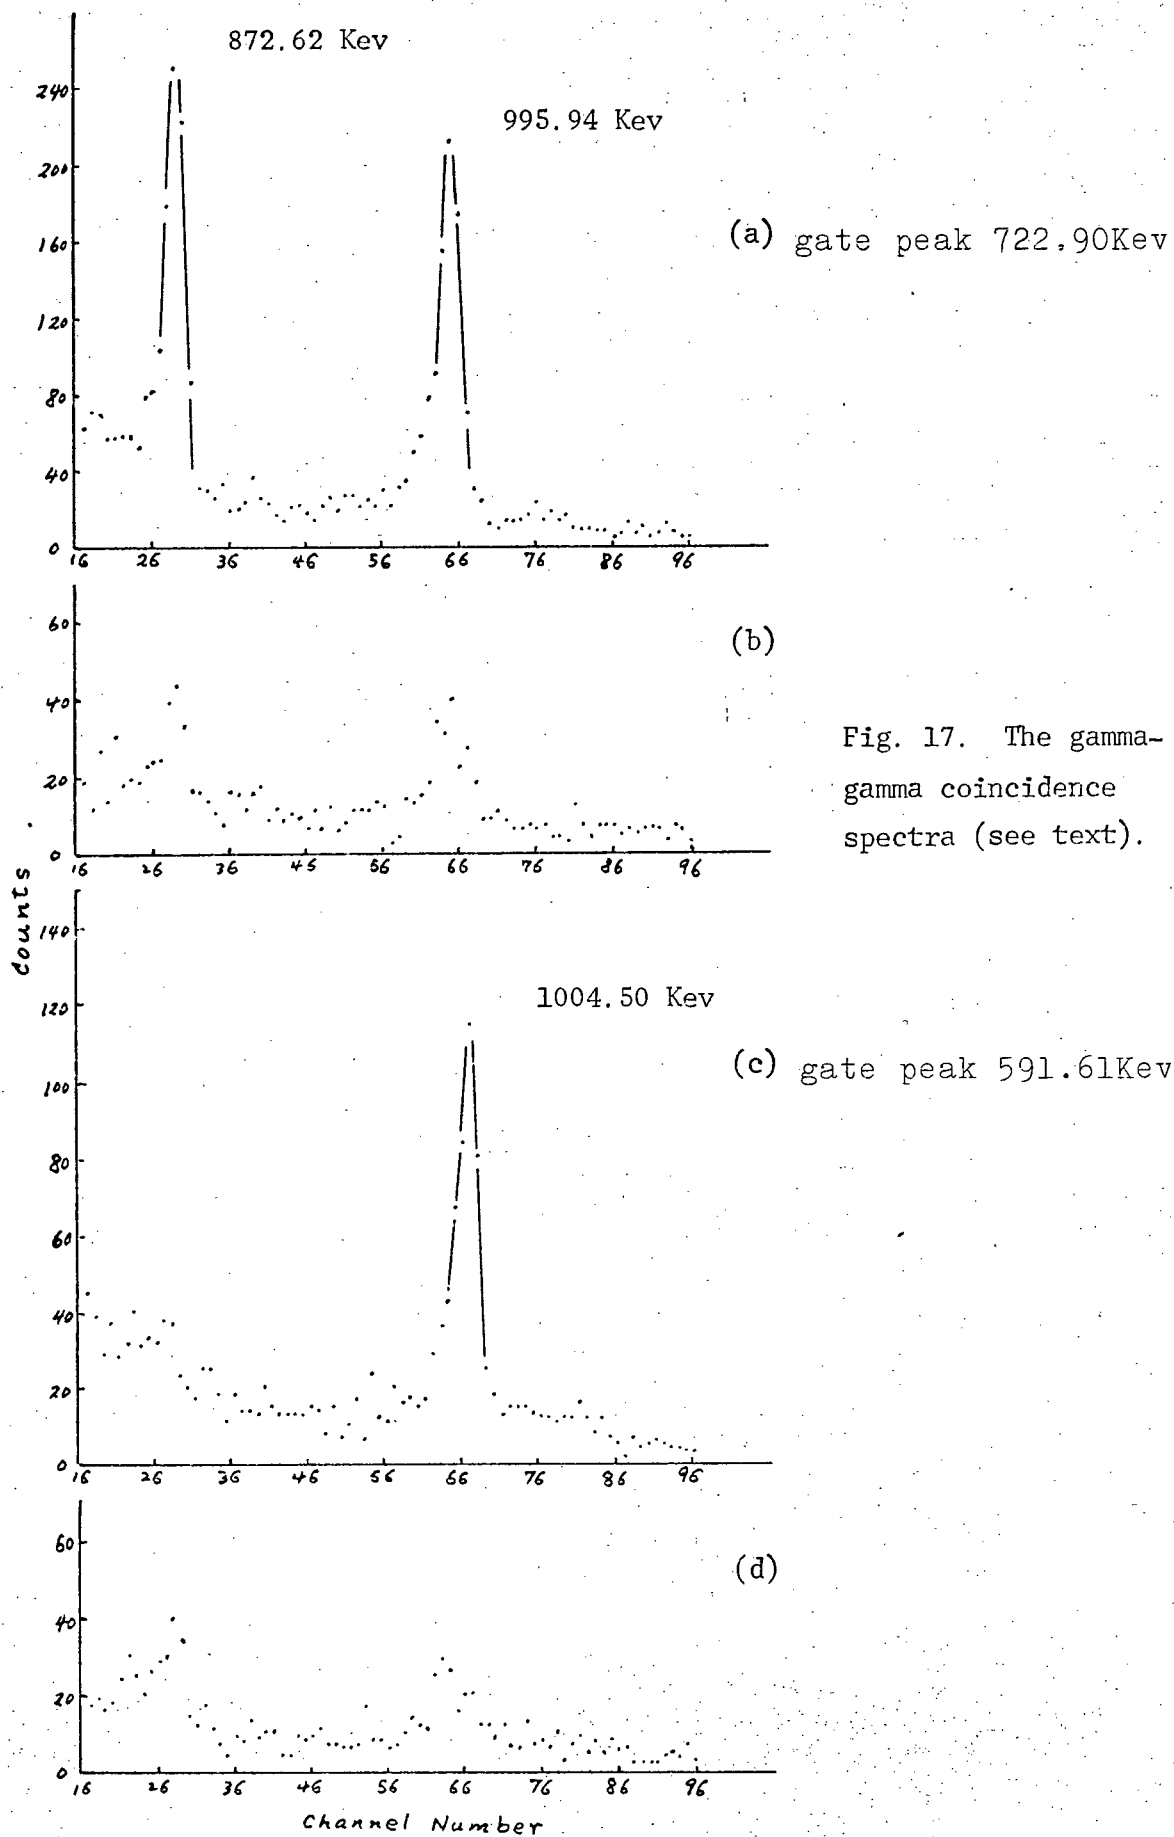 872.62 Kev
995.94 Kev
(a) gate peak 722.90Kev
240
200
160
120
80
40
0
16 26 36 46 56 66 76 86 96
(b)
60
40
20
0
16 26 36 45 56 66 76 86 96
Fig. 17. The gamma-
gamma coincidence
spectra (see text).
Counts
1004.50 Kev
(c) gate peak 591.61Kev
140
120
100
80
60
40
20
0
16 26 36 46 56 66 76 86 96
(d)
60
40
20
0
16 26 36 46 56 66 76 86 96
Channel Number